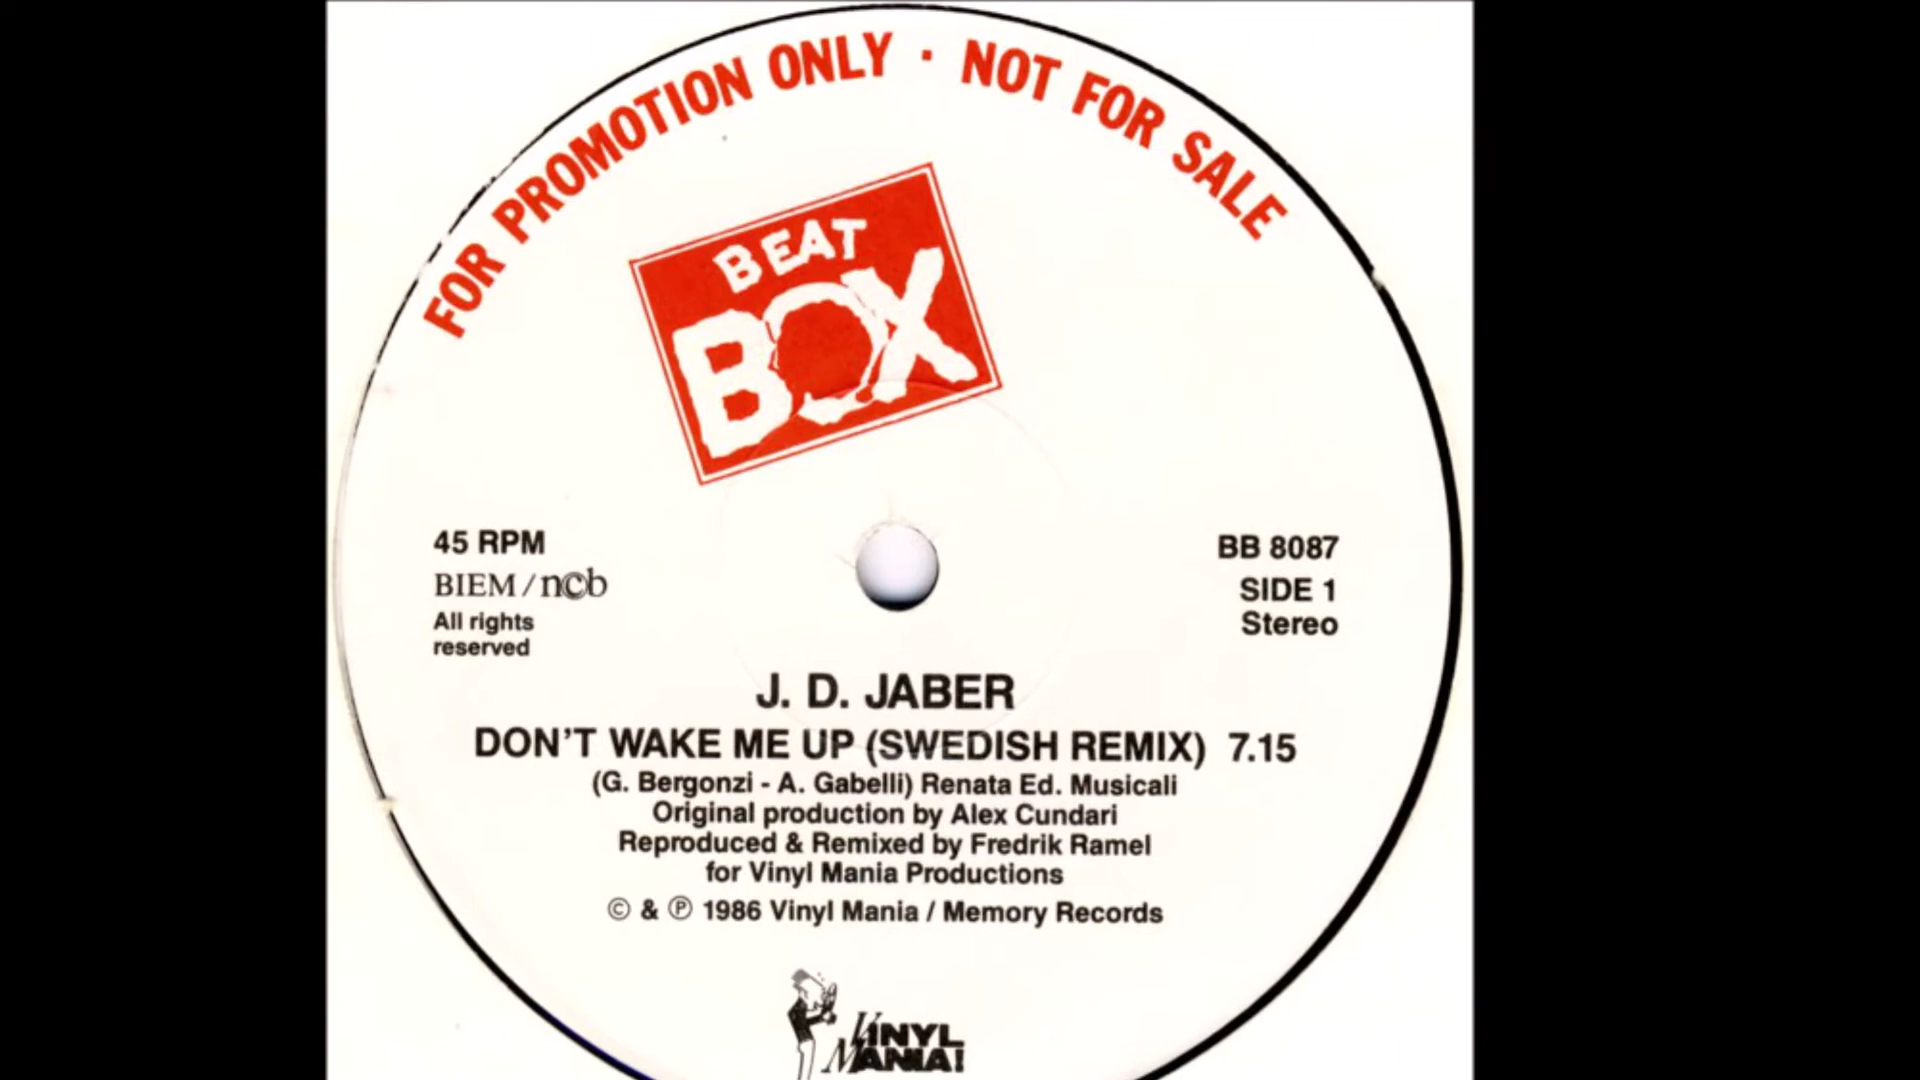 FOR PROMOTION ONLY · NOT FOR SALE
BEAT
BOX
45 RPM
BIEM/ncb
All rights
reserved
BB 8087
SIDE 1
Stereo
J. D. JABER
DON'T WAKE ME UP (SWEDISH REMIX) 7.15
(G. Bergonzi - A. Gabelli) Renata Ed. Musicali
Original production by Alex Cundari
Reproduced & Remixed by Fredrik Ramel
for Vinyl Mania Productions
© & ℗ 1986 Vinyl Mania / Memory Records
VINYL
MANIA!